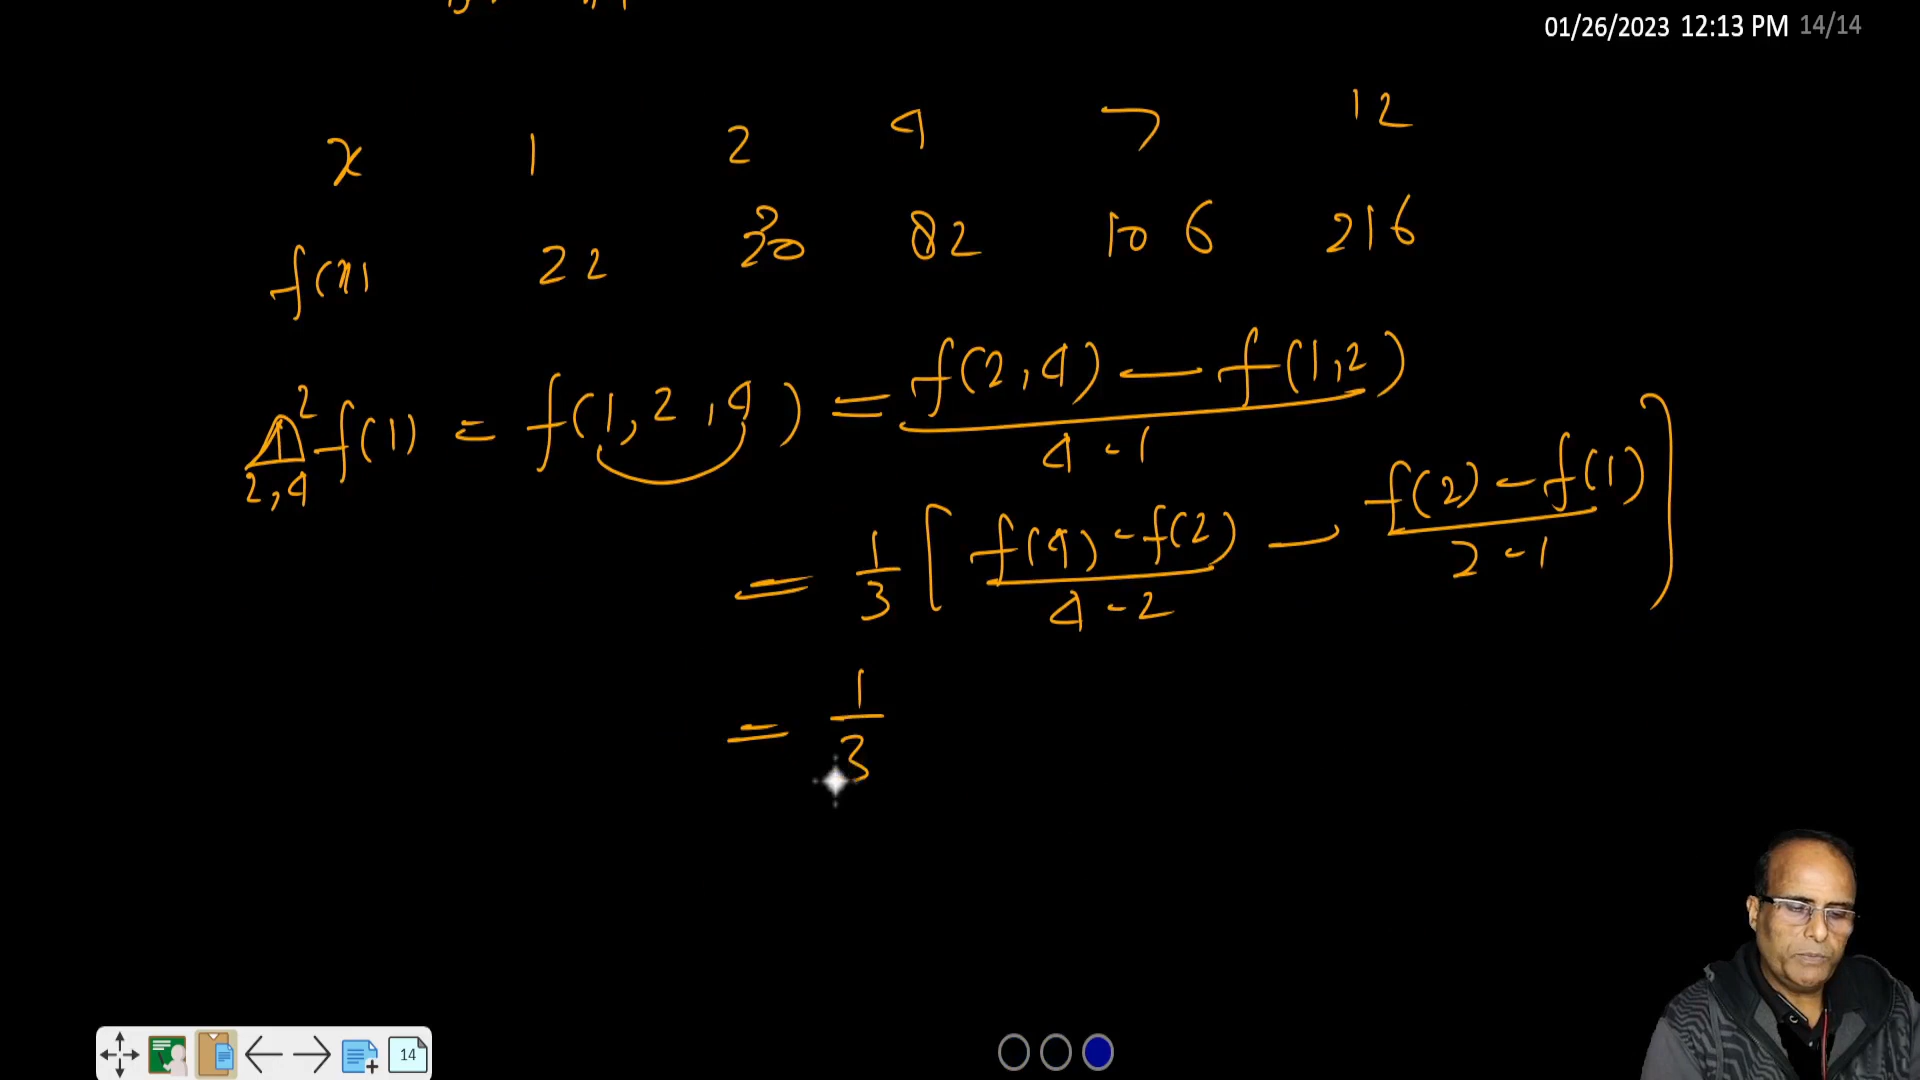 01/26/2023 12:13 PM 14/14
x 1 2 4 7 12
f(x) 22 30 82 106 216
Δ²f(1) = f(1,2,4) = f(2,4) - f(1,2)
2,4
4-1
= 1/3 [ f(4)-f(2) / 4-2 - f(2)-f(1) / 2-1 ]
= 1/3
14